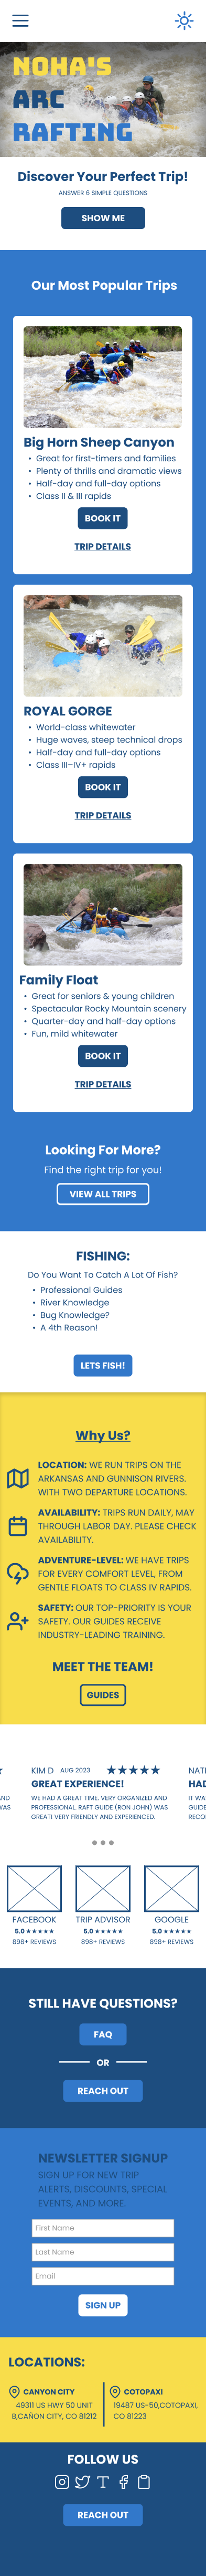 NOHA'S
ARC
RAFTING
Discover Your Perfect Trip!
ANSWER 6 SIMPLE QUESTIONS
SHOW ME
Our Most Popular Trips
Big Horn Sheep Canyon
• Great for first-timers and families
• Plenty of thrills and dramatic views
• Half-day and full-day options
• Class II & III rapids
BOOK IT
TRIP DETAILS
ROYAL GORGE
• World-class whitewater
• Huge waves, steep technical drops
• Half-day and full-day options
• Class III–IV+ rapids
BOOK IT
TRIP DETAILS
Family Float
• Great for seniors & young children
• Spectacular Rocky Mountain scenery
• Quarter-day and half-day options
• Fun, mild whitewater
BOOK IT
TRIP DETAILS
Looking For More?
Find the right trip for you!
VIEW ALL TRIPS
FISHING:
Do You Want To Catch A Lot Of Fish?
• Professional Guides
• River Knowledge
• Bug Knowledge?
• A 4th Reason!
LETS FISH!
Why Us?
LOCATION: WE RUN TRIPS ON THE
ARKANSAS AND GUNNISON RIVERS.
WITH TWO DEPARTURE LOCATIONS.
AVAILABILITY: TRIPS RUN DAILY, MAY
THROUGH LABOR DAY. PLEASE CHECK
AVAILABILITY.
ADVENTURE-LEVEL: WE HAVE TRIPS
FOR EVERY COMFORT LEVEL, FROM
GENTLE FLOATS TO CLASS IV RAPIDS.
SAFETY: OUR TOP-PRIORITY IS YOUR
SAFETY. OUR GUIDES RECEIVE
INDUSTRY-LEADING TRAINING.
MEET THE TEAM!
GUIDES
KIM D AUG 2023 ★★★★★
GREAT EXPERIENCE!
WE HAD A GREAT TIME. VERY ORGANIZED AND
PROFESSIONAL. RAFT GUIDE (RON JOHN) WAS
GREAT! VERY FRIENDLY AND EXPERIENCED.
NATI
HAD
IT WA
GUIDE
RECO
ND
WAS
FACEBOOK
5.0 ★★★★★
898+ REVIEWS
TRIP ADVISOR
5.0 ★★★★★
898+ REVIEWS
GOOGLE
5.0 ★★★★★
898+ REVIEWS
STILL HAVE QUESTIONS?
FAQ
OR
REACH OUT
NEWSLETTER SIGNUP
SIGN UP FOR NEW TRIP
ALERTS, DISCOUNTS, SPECIAL
EVENTS, AND MORE.
First Name
Last Name
Email
SIGN UP
LOCATIONS:
CANYON CITY
49311 US HWY 50 UNIT
B,CAÑON CITY, CO 81212
COTOPAXI
19487 US-50,COTOPAXI,
CO 81223
FOLLOW US
REACH OUT